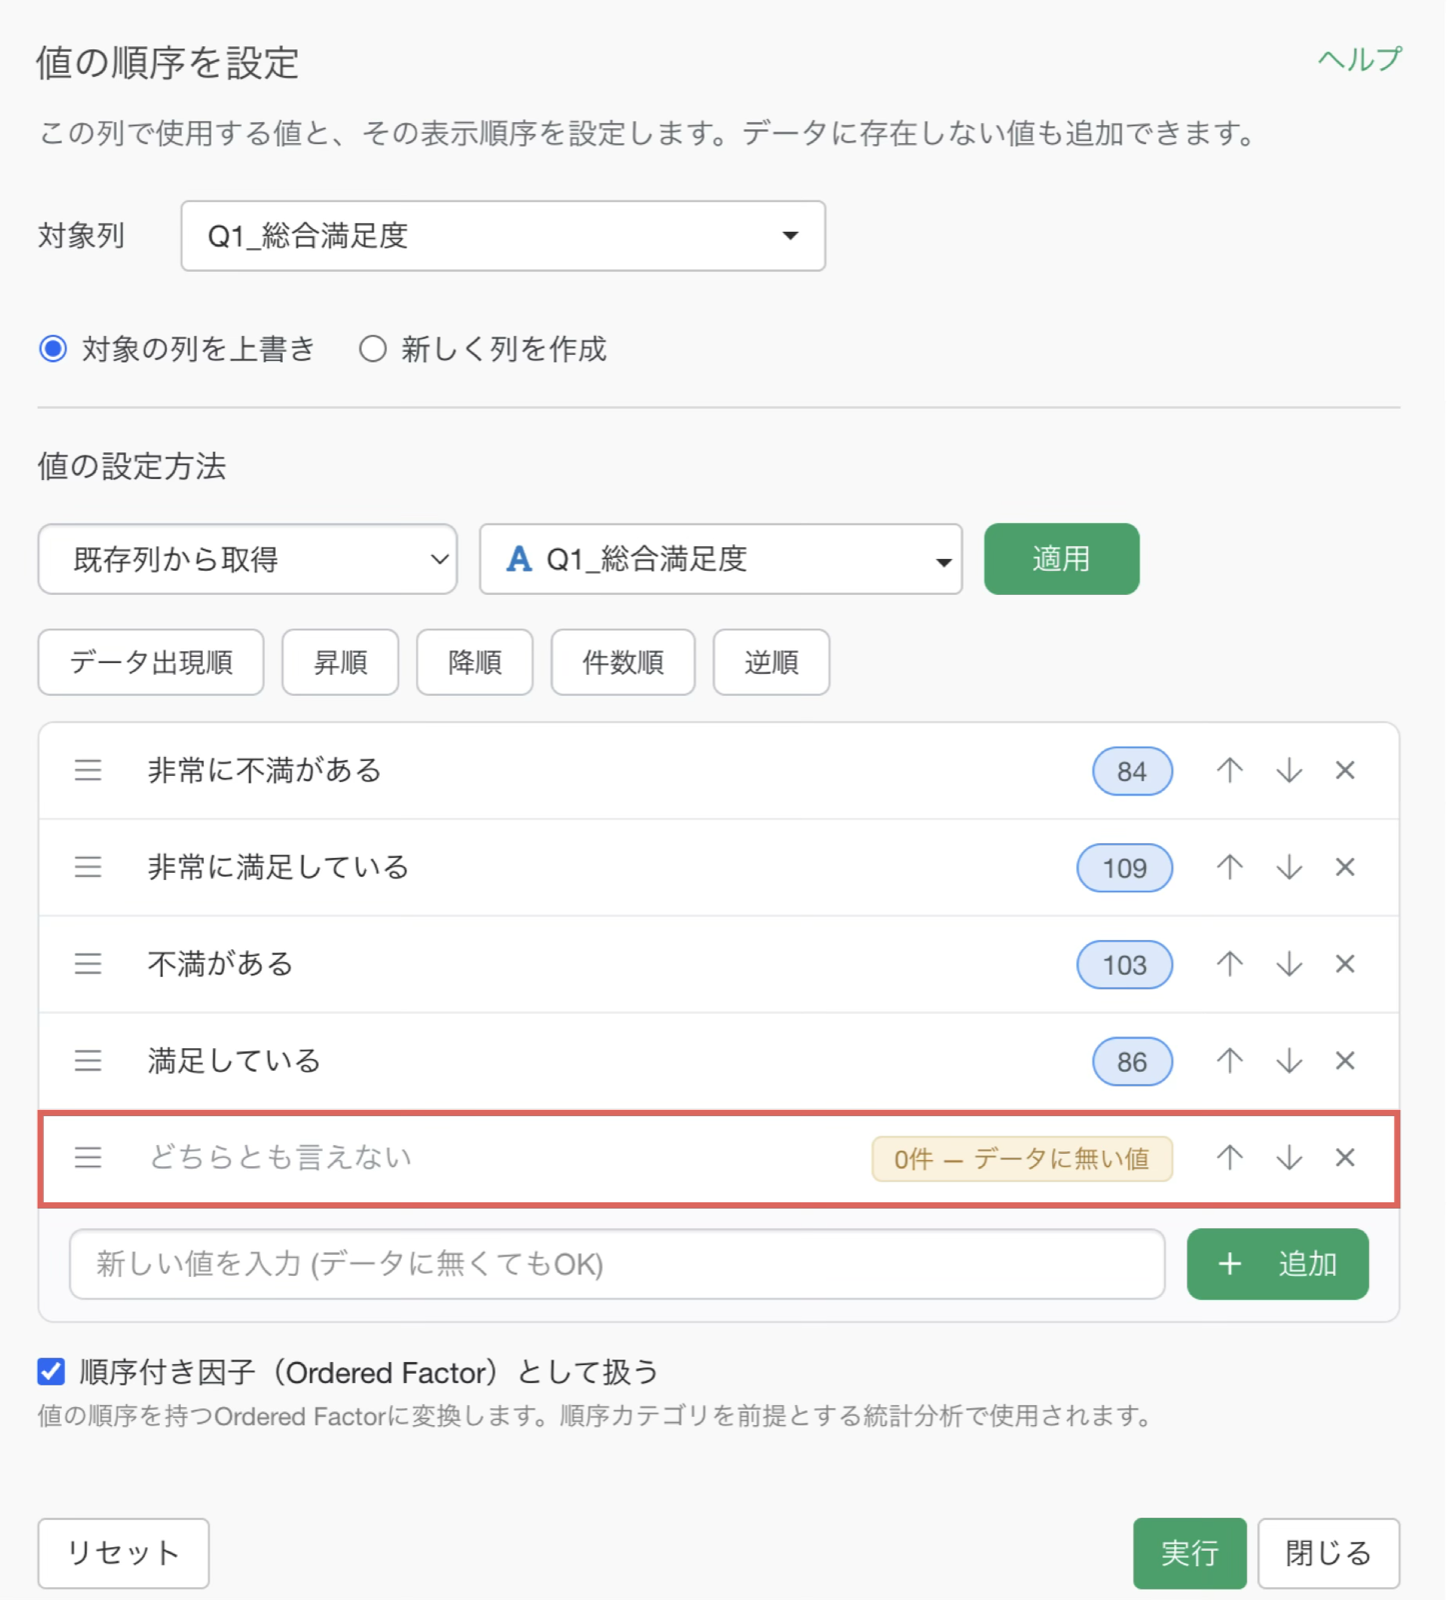 値の順序を設定
ヘルプ
この列で使用する値と、その表示順序を設定します。データに存在しない値も追加できます。
対象列 Q1_総合満足度
対象の列を上書き 新しく列を作成
値の設定方法
既存列から取得 A Q1_総合満足度 適用
データ出現順 昇順 降順 件数順 逆順
非常に不満がある 84
非常に満足している 109
不満がある 103
満足している 86
どちらとも言えない 0件 — データに無い値
新しい値を入力 (データに無くてもOK) + 追加
順序付き因子（Ordered Factor）として扱う
値の順序を持つOrdered Factorに変換します。順序カテゴリを前提とする統計分析で使用されます。
リセット 実行 閉じる